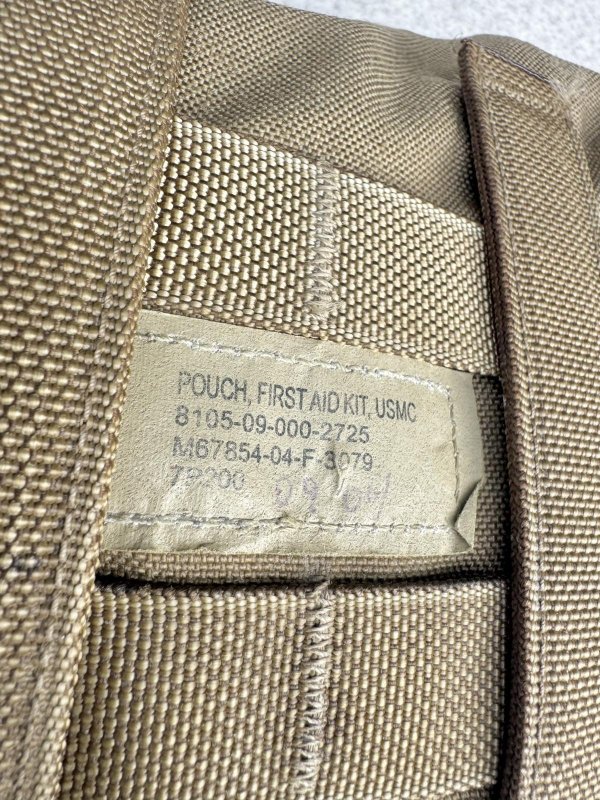 POUCH, FIRST AID KIT, USMC
8105-09-000-2725
M67854-04-F-3079